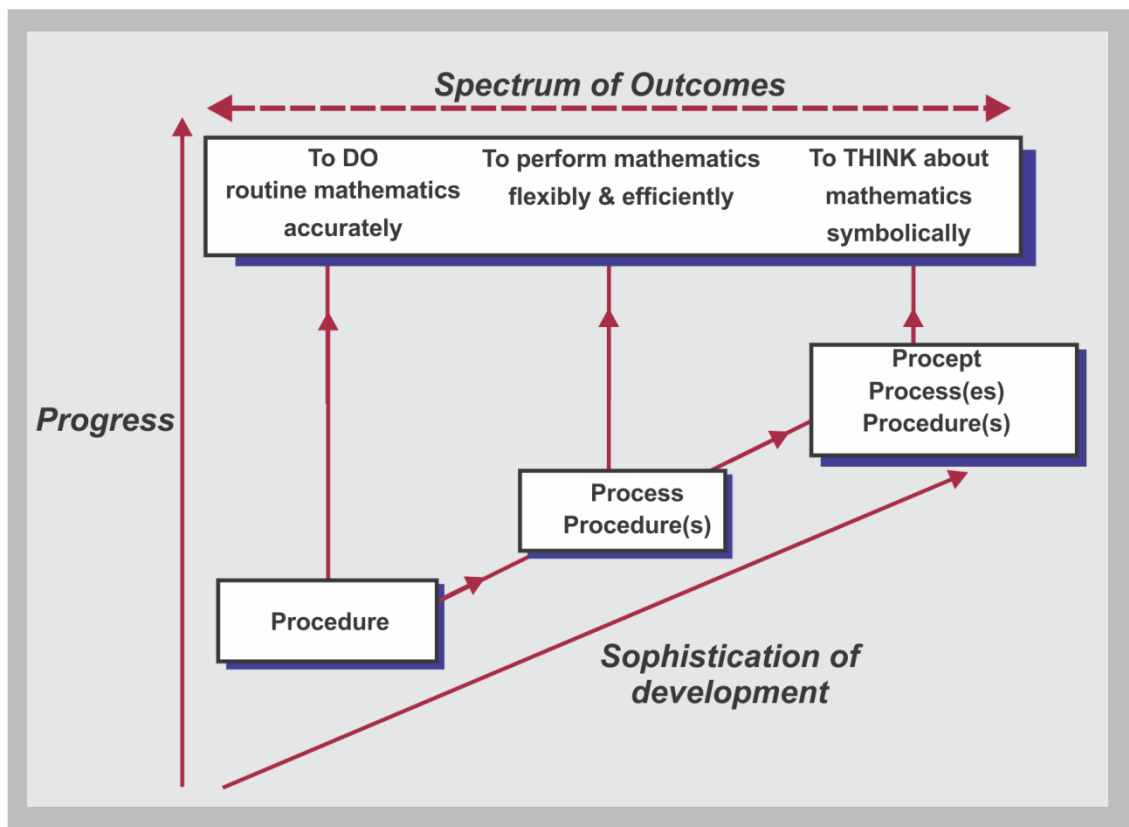 Spectrum of Outcomes
To DO
routine mathematics
accurately
To perform mathematics
flexibly & efficiently
To THINK about
mathematics
symbolically
Progress
Procept
Process(es)
Procedure(s)
Process
Procedure(s)
Procedure
Sophistication of
development